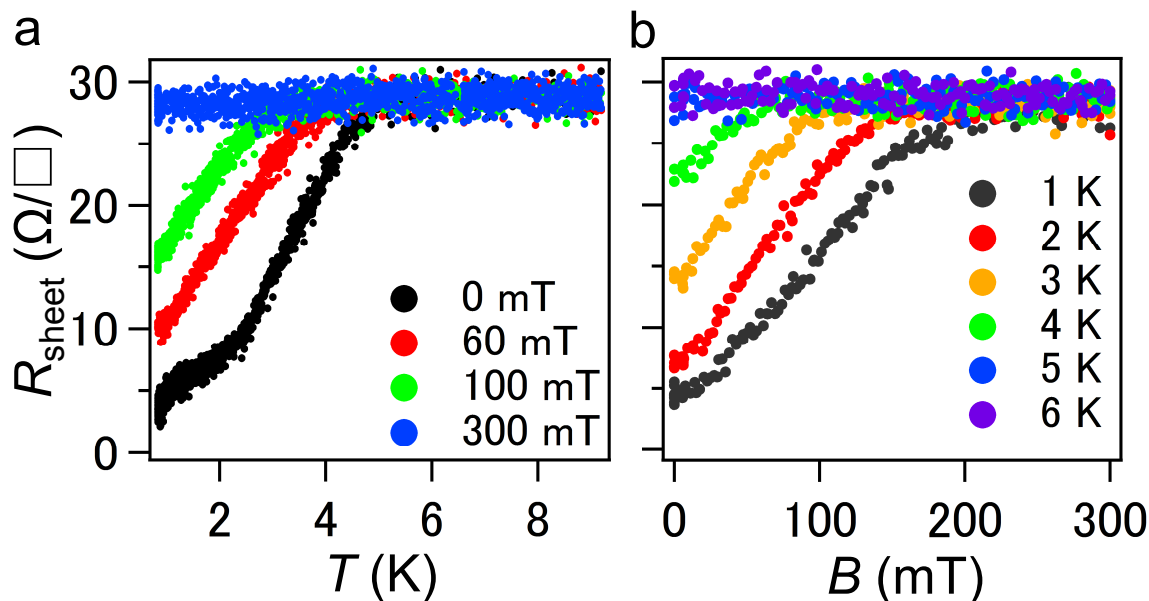 a
R_sheet (Ω/□)
30
20
10
0
0 mT
60 mT
100 mT
300 mT
2 4 6 8
T (K)
b
1 K
2 K
3 K
4 K
5 K
6 K
0 100 200 300
B (mT)